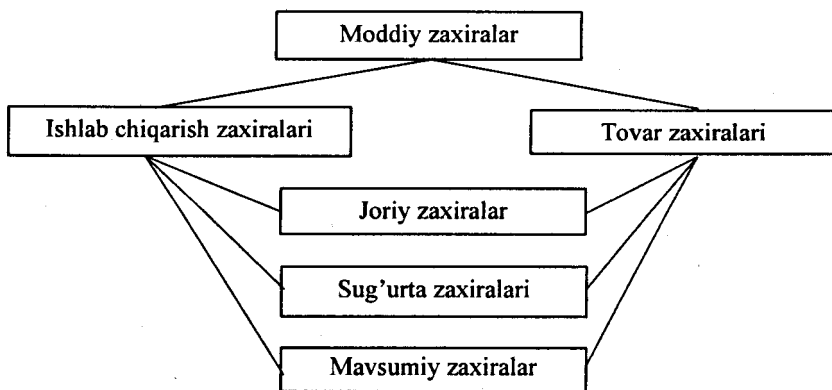 Moddiy zaxiralar
Ishlab chiqarish zaxiralari
Tovar zaxiralari
Joriy zaxiralar
Sug'urta zaxiralari
Mavsumiy zaxiralar